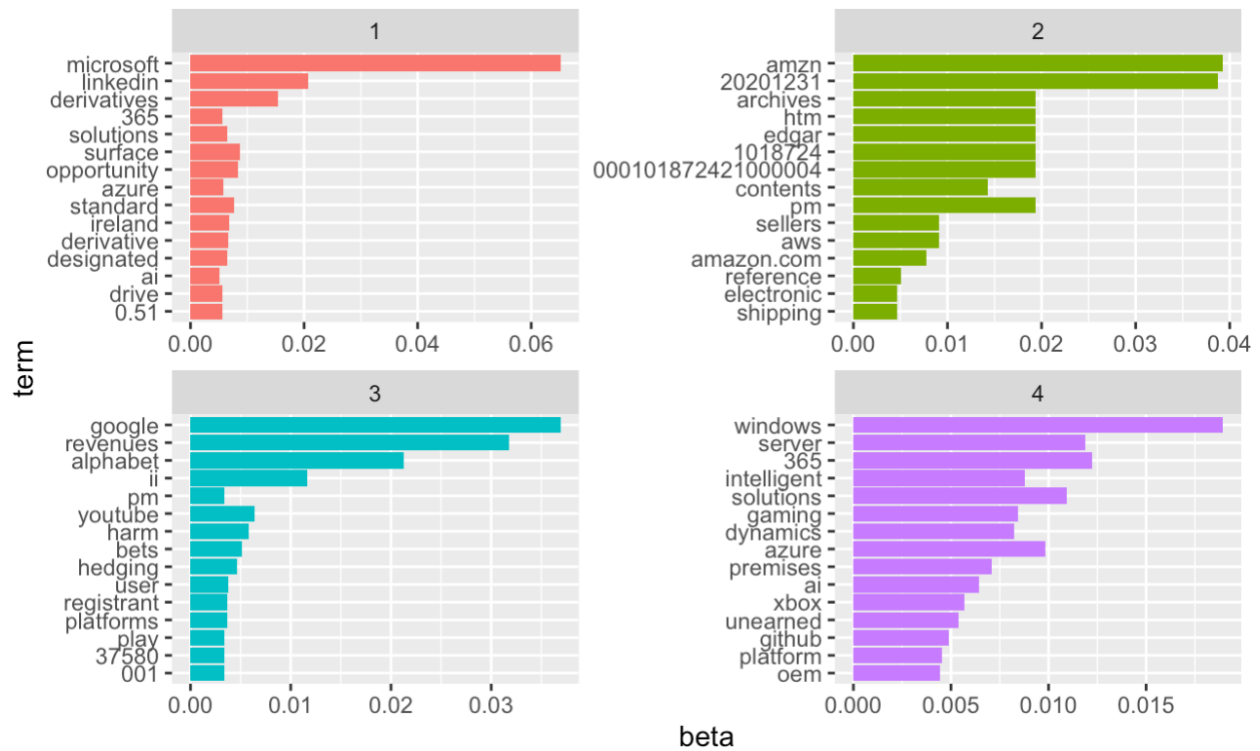 1
microsoft
linkedin
derivatives
365
solutions
surface
opportunity
azure
standard
ireland
derivative
designated
ai
drive
0.51
0.00 0.02 0.04 0.06
2
amzn
20201231
archives
htm
edgar
1018724
000101872421000004
contents
pm
sellers
aws
amazon.com
reference
electronic
shipping
0.00 0.01 0.02 0.03 0.04
term
3
google
revenues
alphabet
ii
pm
youtube
harm
bets
hedging
user
registrant
platforms
play
37580
001
0.00 0.01 0.02 0.03
4
windows
server
365
intelligent
solutions
gaming
dynamics
azure
premises
ai
xbox
unearned
github
platform
oem
0.000 0.005 0.010 0.015
beta